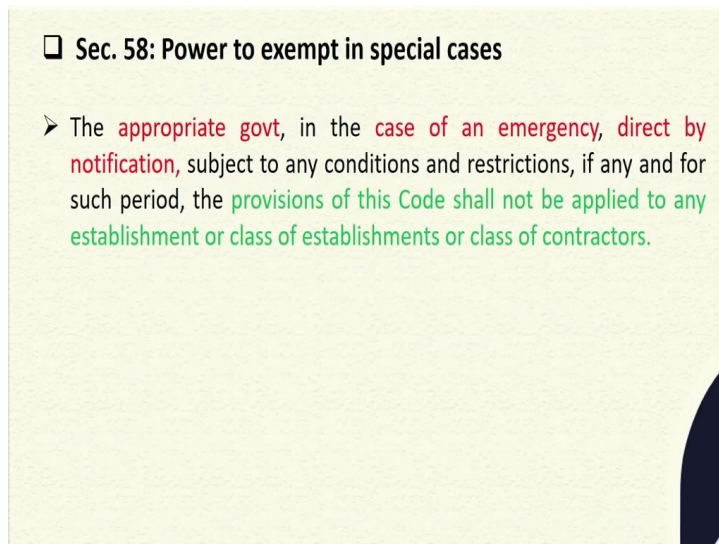 ❑ Sec. 58: Power to exempt in special cases
➢ The appropriate govt, in the case of an emergency, direct by
notification, subject to any conditions and restrictions, if any and for
such period, the provisions of this Code shall not be applied to any
establishment or class of establishments or class of contractors.